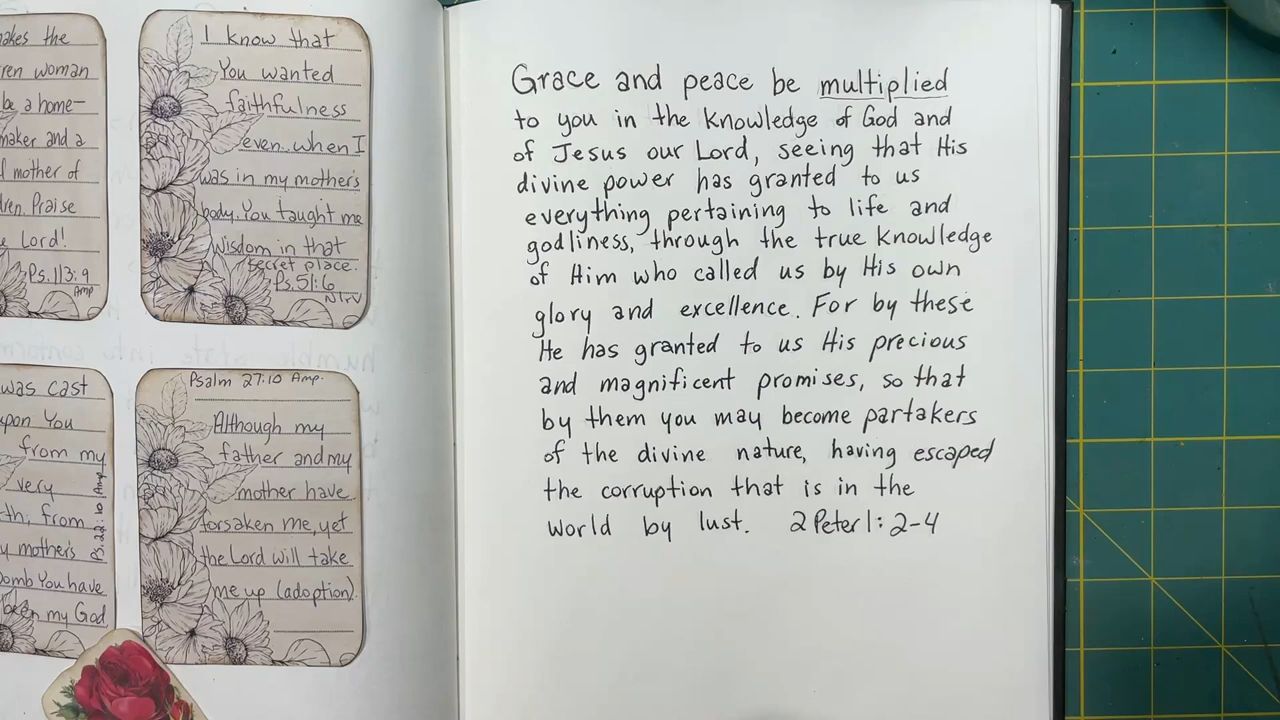 akes the
ren woman
be a home-
maker and a
l mother of
dren. Praise
e Lord!
Ps. 113:9
Amp
I know that
You wanted
faithfulness
even when I
was in my mother's
body. You taught me
wisdom in that
secret place.
Ps. 51:6
NIrV
was cast
upon You
from my
very
th; from
y mother's
omb You have
been my God
Ps. 22:10 Amp
Psalm 27:10 Amp.
Although my
father and my
mother have
forsaken me, yet
the Lord will take
me up (adoption).
Grace and peace be multiplied
to you in the knowledge of God and
of Jesus our Lord, seeing that His
divine power has granted to us
everything pertaining to life and
godliness, through the true knowledge
of Him who called us by His own
glory and excellence. For by these
He has granted to us His precious
and magnificent promises, so that
by them you may become partakers
of the divine nature, having escaped
the corruption that is in the
world by lust. 2 Peter 1:2-4